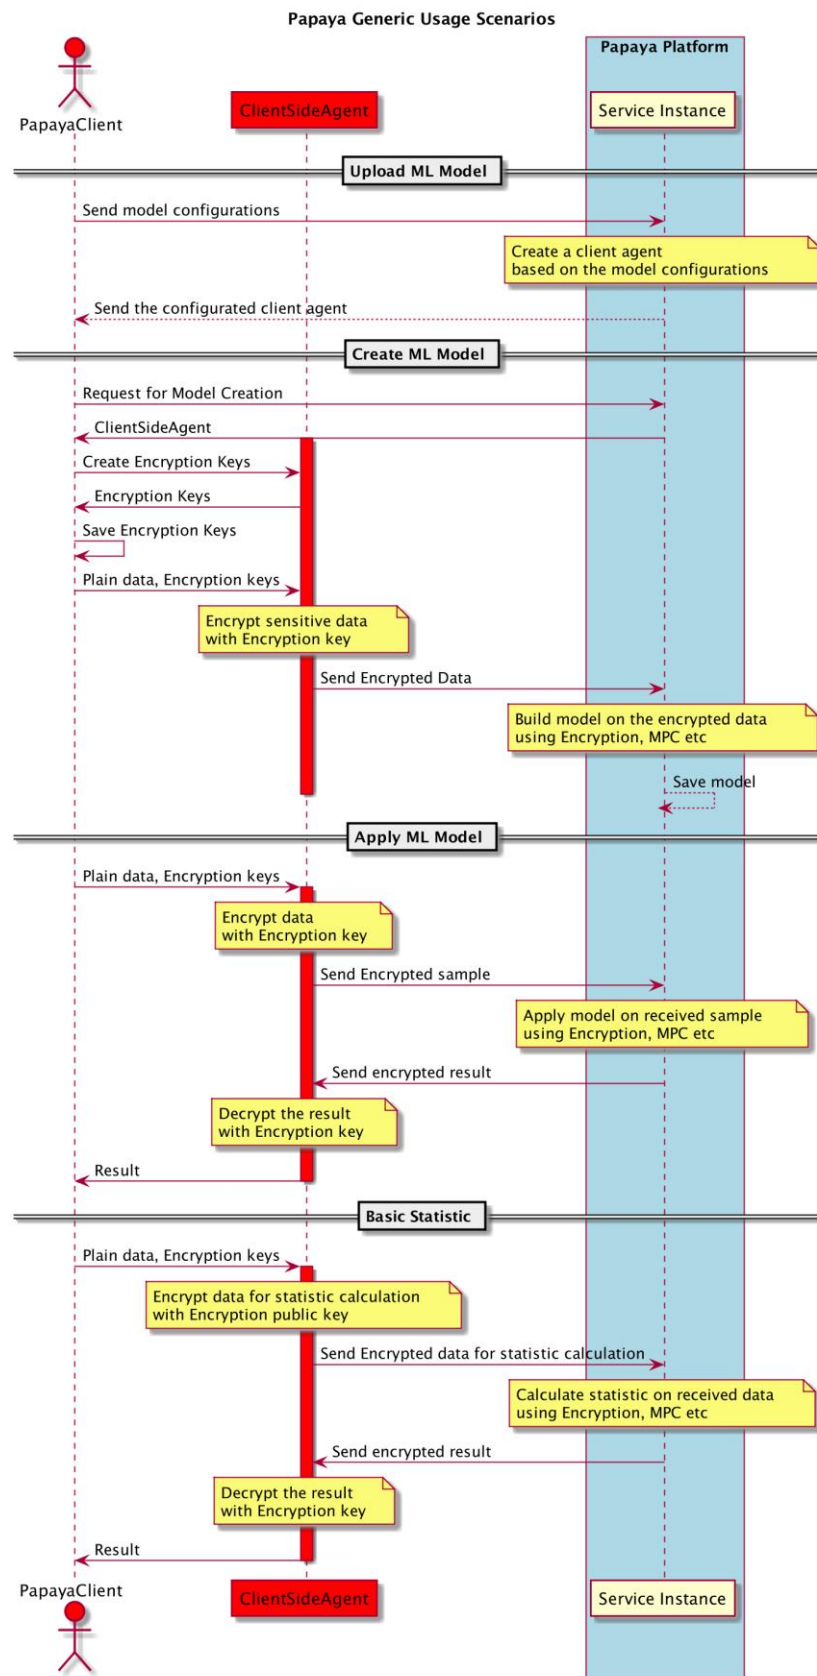 Papaya Generic Usage Scenarios
Papaya Platform
PapayaClient
ClientSideAgent
Service Instance
Upload ML Model
Send model configurations
Create a client agent
based on the model configurations
Send the configurated client agent
Create ML Model
Request for Model Creation
ClientSideAgent
Create Encryption Keys
Encryption Keys
Save Encryption Keys
Plain data, Encryption keys
Encrypt sensitive data
with Encryption key
Send Encrypted Data
Build model on the encrypted data
using Encryption, MPC etc
Save model
Apply ML Model
Plain data, Encryption keys
Encrypt data
with Encryption key
Send Encrypted sample
Apply model on received sample
using Encryption, MPC etc
Send encrypted result
Decrypt the result
with Encryption key
Result
Basic Statistic
Plain data, Encryption keys
Encrypt data for statistic calculation
with Encryption public key
Send Encrypted data for statistic calculation
Calculate statistic on received data
using Encryption, MPC etc
Send encrypted result
Decrypt the result
with Encryption key
Result
PapayaClient
ClientSideAgent
Service Instance